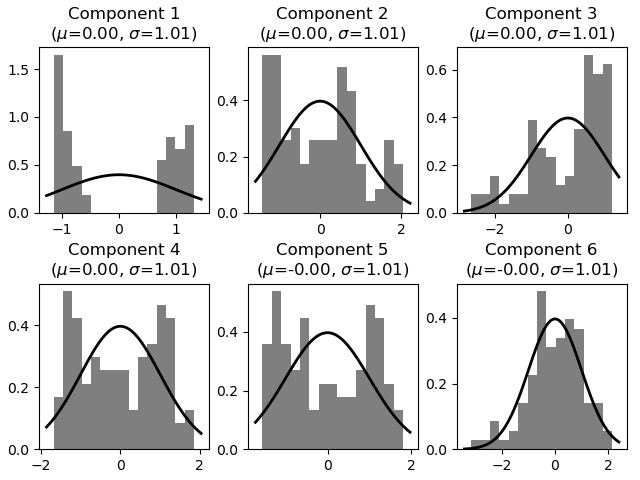 Component 1
(μ=0.00, σ=1.01)
Component 2
(μ=0.00, σ=1.01)
Component 3
(μ=0.00, σ=1.01)
1.5
1.0
0.5
0.0
−1 0 1
0.4
0.2
0.0
0 2
0.6
0.4
0.2
0.0
−2 0
Component 4
(μ=0.00, σ=1.01)
Component 5
(μ=-0.00, σ=1.01)
Component 6
(μ=-0.00, σ=1.01)
0.4
0.2
0.0
−2 0 2
0.4
0.2
0.0
0 2
0.4
0.2
0.0
−2 0 2